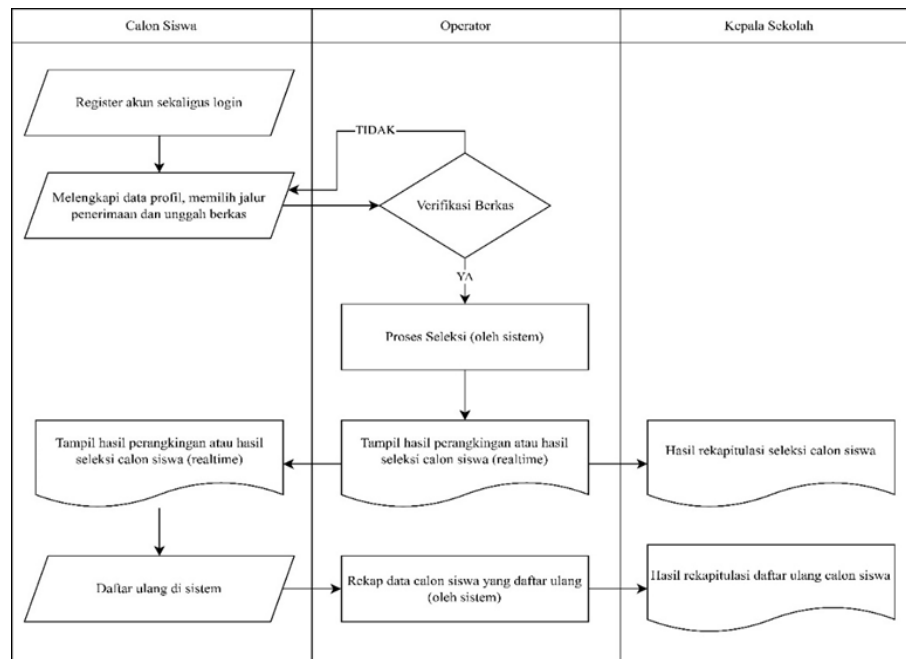 Calon Siswa
Operator
Kepala Sekolah
Register akun sekaligus login
TIDAK
Melengkapi data profil, memilih jalur
penerimaan dan unggah berkas
Verifikasi Berkas
YA
Proses Seleksi (oleh sistem)
Tampil hasil perangkingan atau hasil
seleksi calon siswa (realtime)
Tampil hasil perangkingan atau hasil
seleksi calon siswa (realtime)
Hasil rekapitulasi seleksi calon siswa
Daftar ulang di sistem
Rekap data calon siswa yang daftar ulang
(oleh sistem)
Hasil rekapitulasi daftar ulang calon siswa